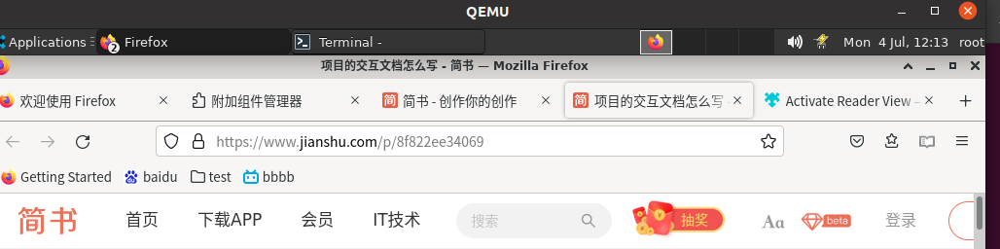 QEMU
Applications 2 Firefox Terminal - Mon 4 Jul, 12:13 root
项目的交互文档怎么写 - 简书 — Mozilla Firefox
欢迎使用 Firefox 附加组件管理器 简 简书 - 创作你的创作 简 项目的交互文档怎么写 - Activate Reader View –
https://www.jianshu.com/p/8f822ee34069
Getting Started baidu test bbbb
简书 首页 下载APP 会员 IT技术 搜索 抽奖 Aa beta 登录